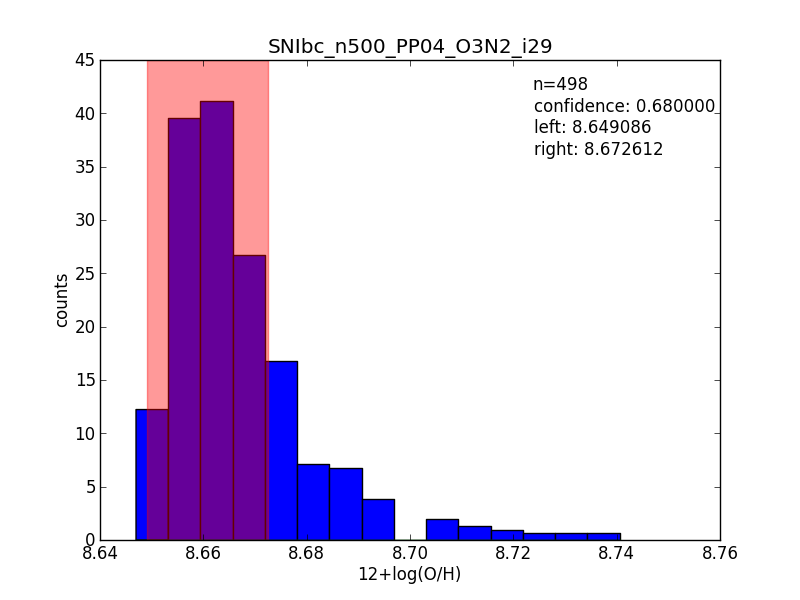 SNIbc_n500_PP04_O3N2_i29
n=498
confidence: 0.680000
left: 8.649086
right: 8.672612
45
40
35
30
25
20
15
10
5
0
counts
8.64 8.66 8.68 8.70 8.72 8.74 8.76
12+log(O/H)